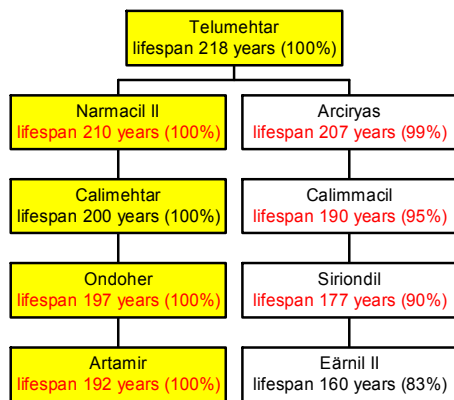 Telumehtar
lifespan 218 years (100%)
Narmacil II
lifespan 210 years (100%)
Arciryas
lifespan 207 years (99%)
Calimehtar
lifespan 200 years (100%)
Calimmacil
lifespan 190 years (95%)
Ondoher
lifespan 197 years (100%)
Siriondil
lifespan 177 years (90%)
Artamir
lifespan 192 years (100%)
Eärnil II
lifespan 160 years (83%)